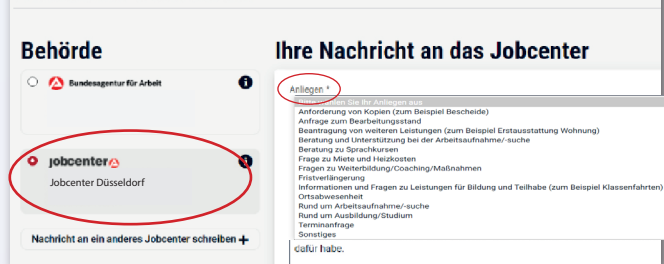 Behörde
Bundesagentur für Arbeit
jobcenter
Jobcenter Düsseldorf
Nachricht an ein anderes Jobcenter schreiben +
Ihre Nachricht an das Jobcenter
Anliegen *
Sie Ihr Anliegen aus
Anforderung von Kopien (zum Beispiel Bescheide)
Anfrage zum Bearbeitungsstand
Beantragung von weiteren Leistungen (zum Beispiel Erstausstattung Wohnung)
Beratung und Unterstützung bei der Arbeitsaufnahme/-suche
Beratung zu Sprachkursen
Frage zu Miete und Heizkosten
Fragen zu Weiterbildung/Coaching/Maßnahmen
Fristverlängerung
Informationen und Fragen zu Leistungen für Bildung und Teilhabe (zum Beispiel Klassenfahrten)
Ortsabwesenheit
Rund um Arbeitsaufnahme/-suche
Rund um Ausbildung/Studium
Terminanfrage
Sonstiges
dafür habe.